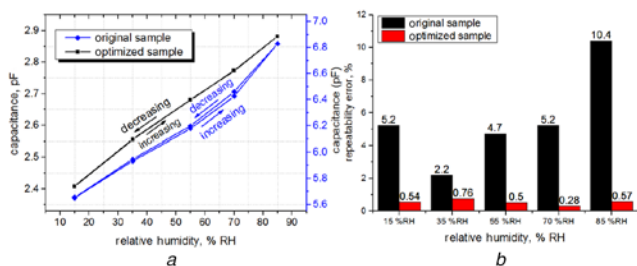 original sample
optimized sample
2.9
2.8
2.7
2.6
2.5
2.4
capacitance, pF
decreasing
increasing
decreasing
increasing
7.0
6.8
6.6
6.4
6.2
6.0
5.8
5.6
capacitance (pF)
10 20 30 40 50 60 70 80 90
relative humidity, % RH
a
original sample
optimized sample
12
10
8
6
4
2
0
repeatability error, %
5.2 0.54 2.2 0.76 4.7 0.5 5.2 0.28 10,4 0.57
15 %RH 35 %RH 55 %RH 70 %RH 85 %RH
relative humidity, % RH
b